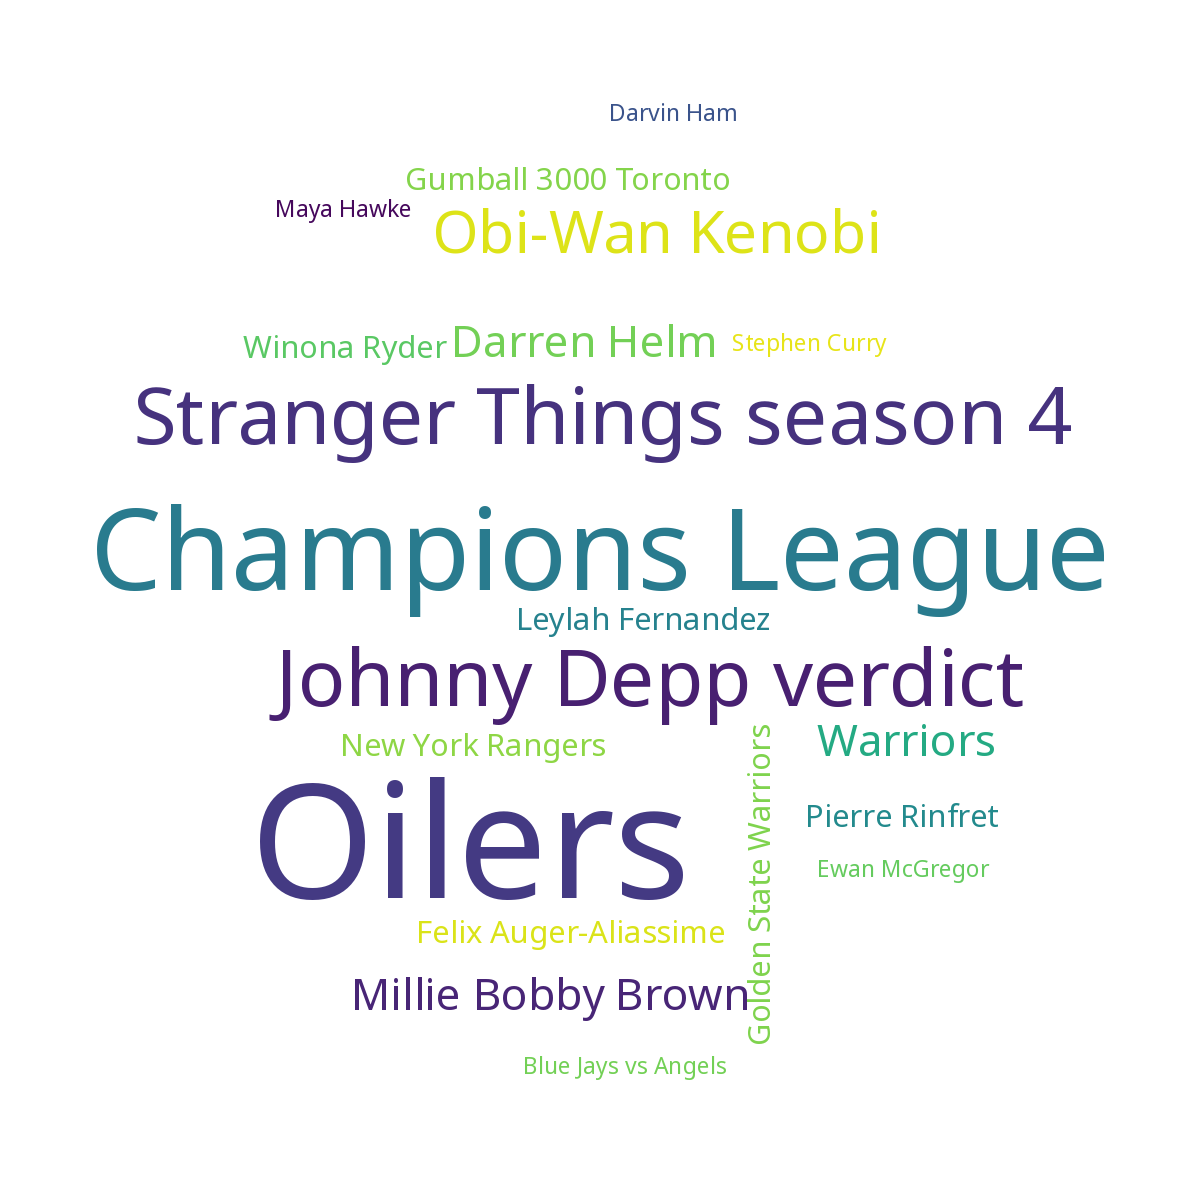 Darvin Ham
Gumball 3000 Toronto
Maya Hawke
Obi-Wan Kenobi
Winona Ryder
Darren Helm
Stephen Curry
Stranger Things season 4
Champions League
Leylah Fernandez
Johnny Depp verdict
New York Rangers
Warriors
Golden State Warriors
Pierre Rinfret
Oilers
Ewan McGregor
Felix Auger-Aliassime
Millie Bobby Brown
Blue Jays vs Angels